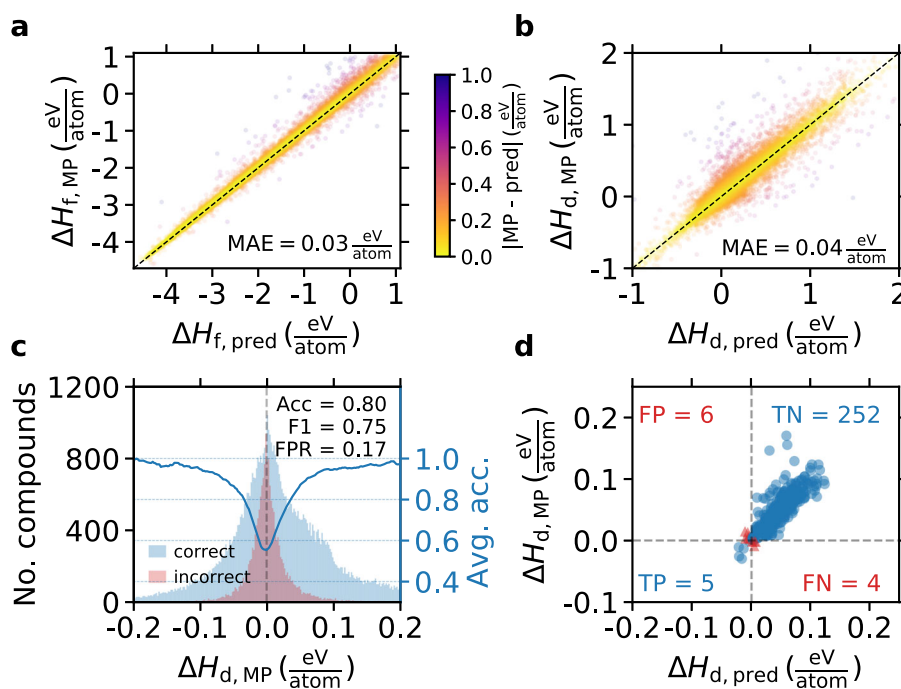 a
1
0
-1
-2
-3
-4
ΔH_f, MP (eV/atom)
MAE = 0.03 eV/atom
-4 -3 -2 -1 0 1
ΔH_f, pred (eV/atom)
1.0
0.8
0.6
0.4
0.2
0.0
|MP - pred| (eV/atom)
b
2
1
0
-1
ΔH_d, MP (eV/atom)
MAE = 0.04 eV/atom
-1 0 1 2
ΔH_d, pred (eV/atom)
c
1200
800
400
0
No. compounds
Acc = 0.80
F1 = 0.75
FPR = 0.17
correct
incorrect
1.0
0.8
0.6
0.4
Avg. acc.
-0.2 -0.1 0.0 0.1 0.2
ΔH_d, MP (eV/atom)
d
0.2
0.1
0.0
-0.1
ΔH_d, MP (eV/atom)
FP = 6
TN = 252
TP = 5
FN = 4
-0.1 0.0 0.1 0.2
ΔH_d, pred (eV/atom)